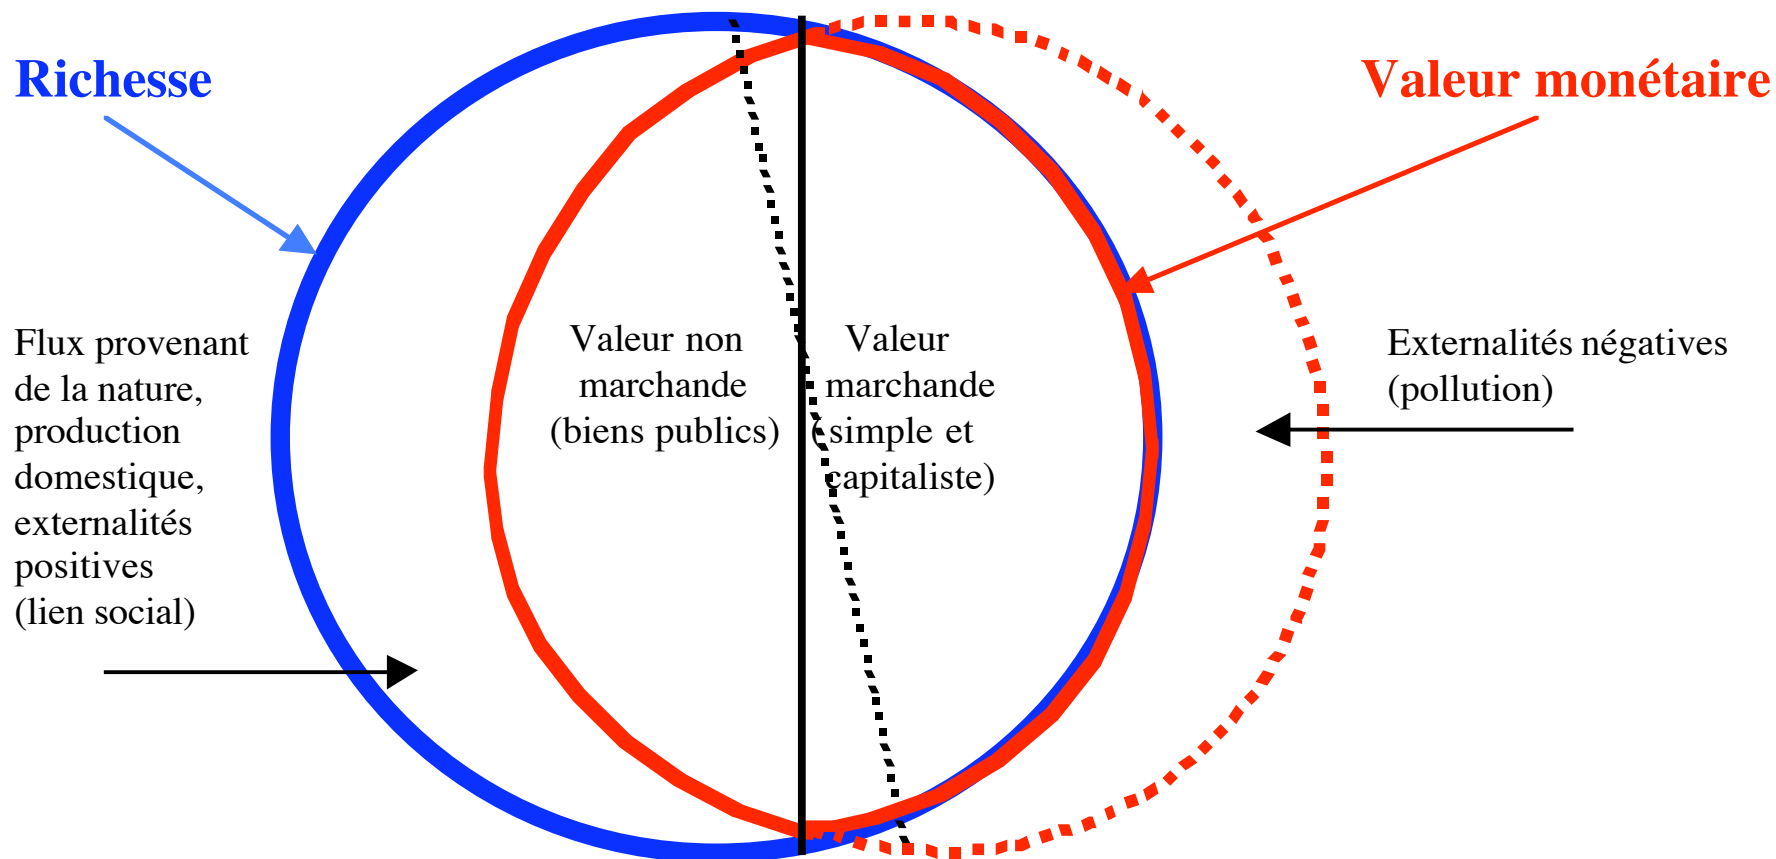 Richesse
Valeur monétaire
Flux provenant
de la nature,
production
domestique,
externalités
positives
(lien social)
Valeur non
marchande
(biens publics)
Valeur
marchande
( simple et
capitaliste)
Externalités négatives
(pollution)